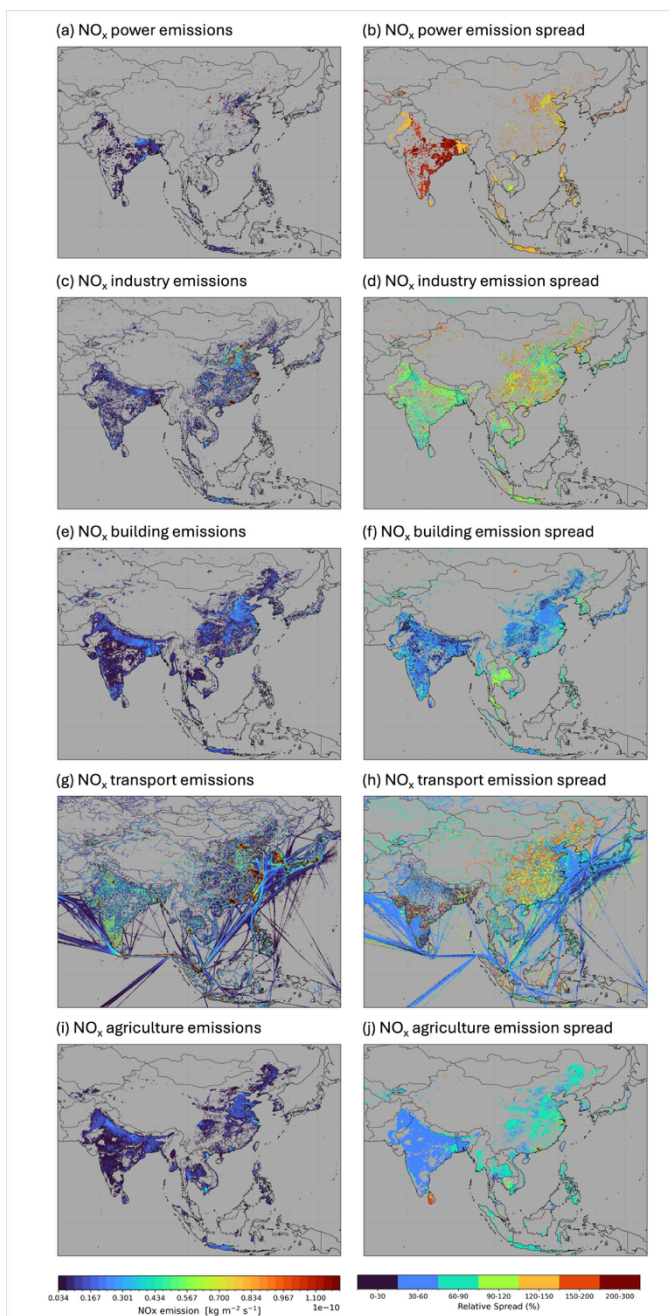 (a) NOₓ power emissions
(b) NOₓ power emission spread
(c) NOₓ industry emissions
(d) NOₓ industry emission spread
(e) NOₓ building emissions
(f) NOₓ building emission spread
(g) NOₓ transport emissions
(h) NOₓ transport emission spread
(i) NOₓ agriculture emissions
(j) NOₓ agriculture emission spread
0.034 0.167 0.301 0.434 0.567 0.700 0.834 0.967 1.100
1e−10
NOx emission [kg m⁻² s⁻¹]
0-30 30-60 60-90 90-120 120-150 150-200 200-300
Relative Spread (%)